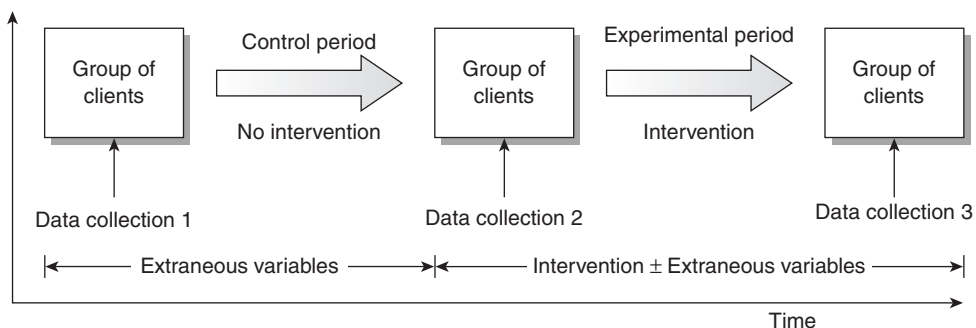 Group of
clients
Control period
No intervention
Group of
clients
Experimental period
Intervention
Group of
clients
Data collection 1
Data collection 2
Data collection 3
Extraneous variables
Intervention ± Extraneous variables
Time